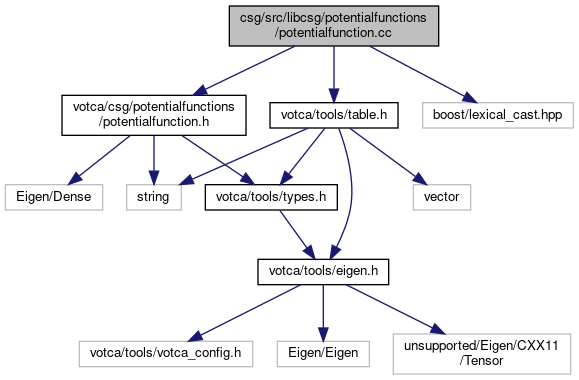 csg/src/libcsg/potentialfunctions
/potentialfunction.cc
votca/csg/potentialfunctions
/potentialfunction.h
votca/tools/table.h
boost/lexical_cast.hpp
Eigen/Dense
string
votca/tools/types.h
vector
votca/tools/eigen.h
votca/tools/votca_config.h
Eigen/Eigen
unsupported/Eigen/CXX11
/Tensor